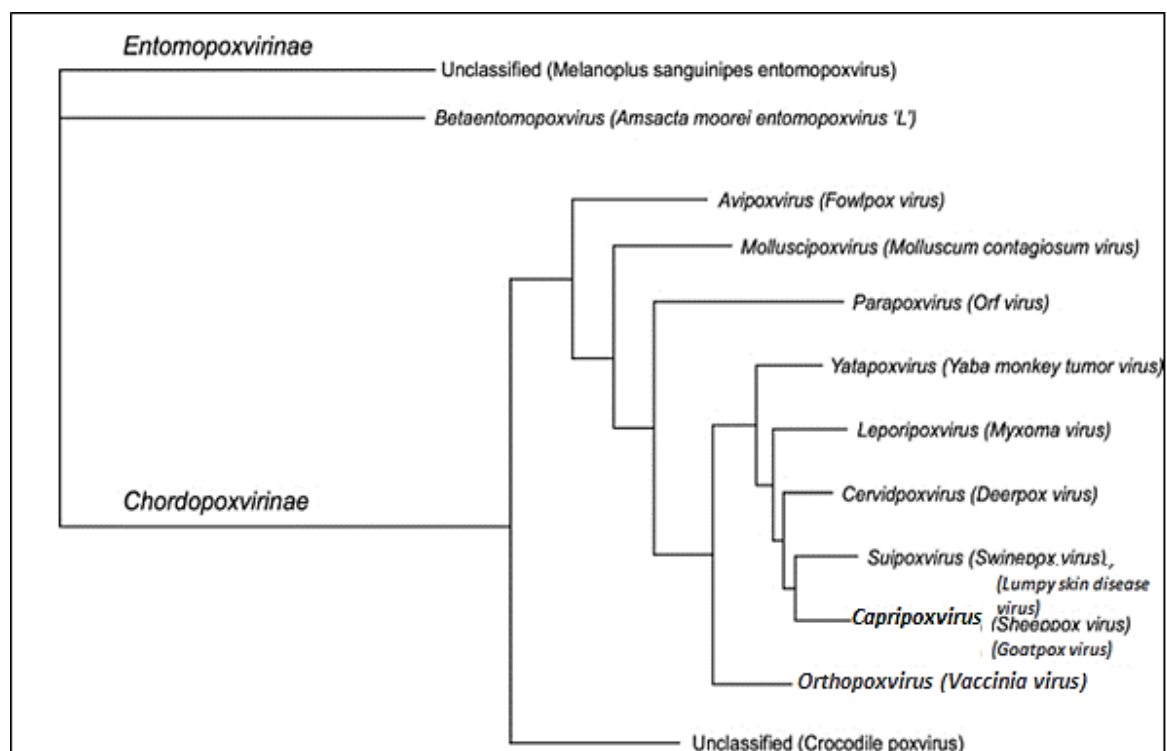 Entomopoxvirinae
Unclassified (Melanoplus sanguinipes entomopoxvirus)
Betaentomopoxvirus (Amsacta moorei entomopoxvirus 'L')
Avipoxvirus (Fowlpox virus)
Molluscipoxvirus (Molluscum contagiosum virus)
Parapoxvirus (Orf virus)
Yatapoxvirus (Yaba monkey tumor virus)
Leporipoxvirus (Myxoma virus)
Cervidpoxvirus (Deerpox virus)
Chordopoxvirinae
Suipoxvirus (Swinepox virus),
(Lumpy skin disease
virus)
Capripoxvirus (Sheeppox virus)
(Goatpox virus)
Orthopoxvirus (Vaccinia virus)
Unclassified (Crocodile poxvirus)